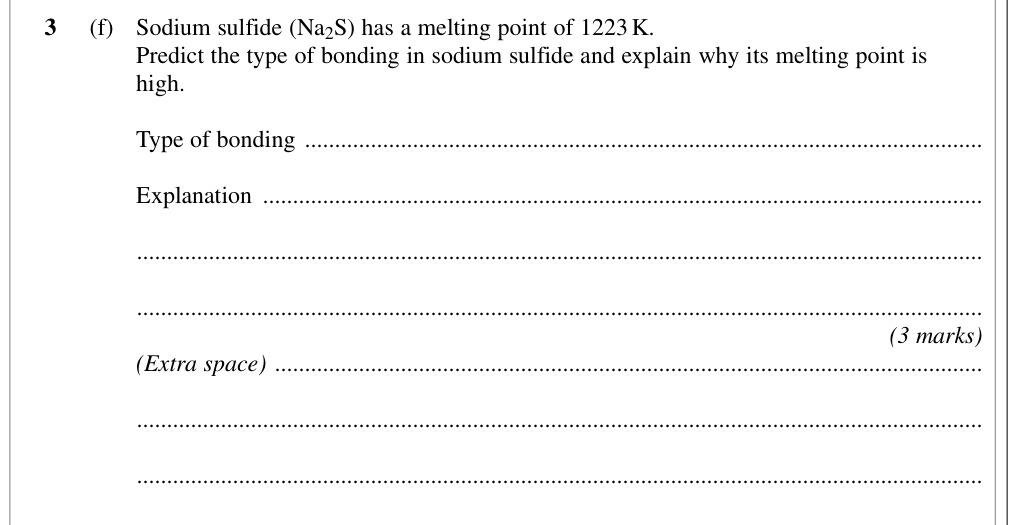 3 (f) Sodium sulfide (Na₂S) has a melting point of 1223 K.
Predict the type of bonding in sodium sulfide and explain why its melting point is
high.
Type of bonding ..........
Explanation ..........
..........
..........
(3 marks)
(Extra space) ..........
..........
..........